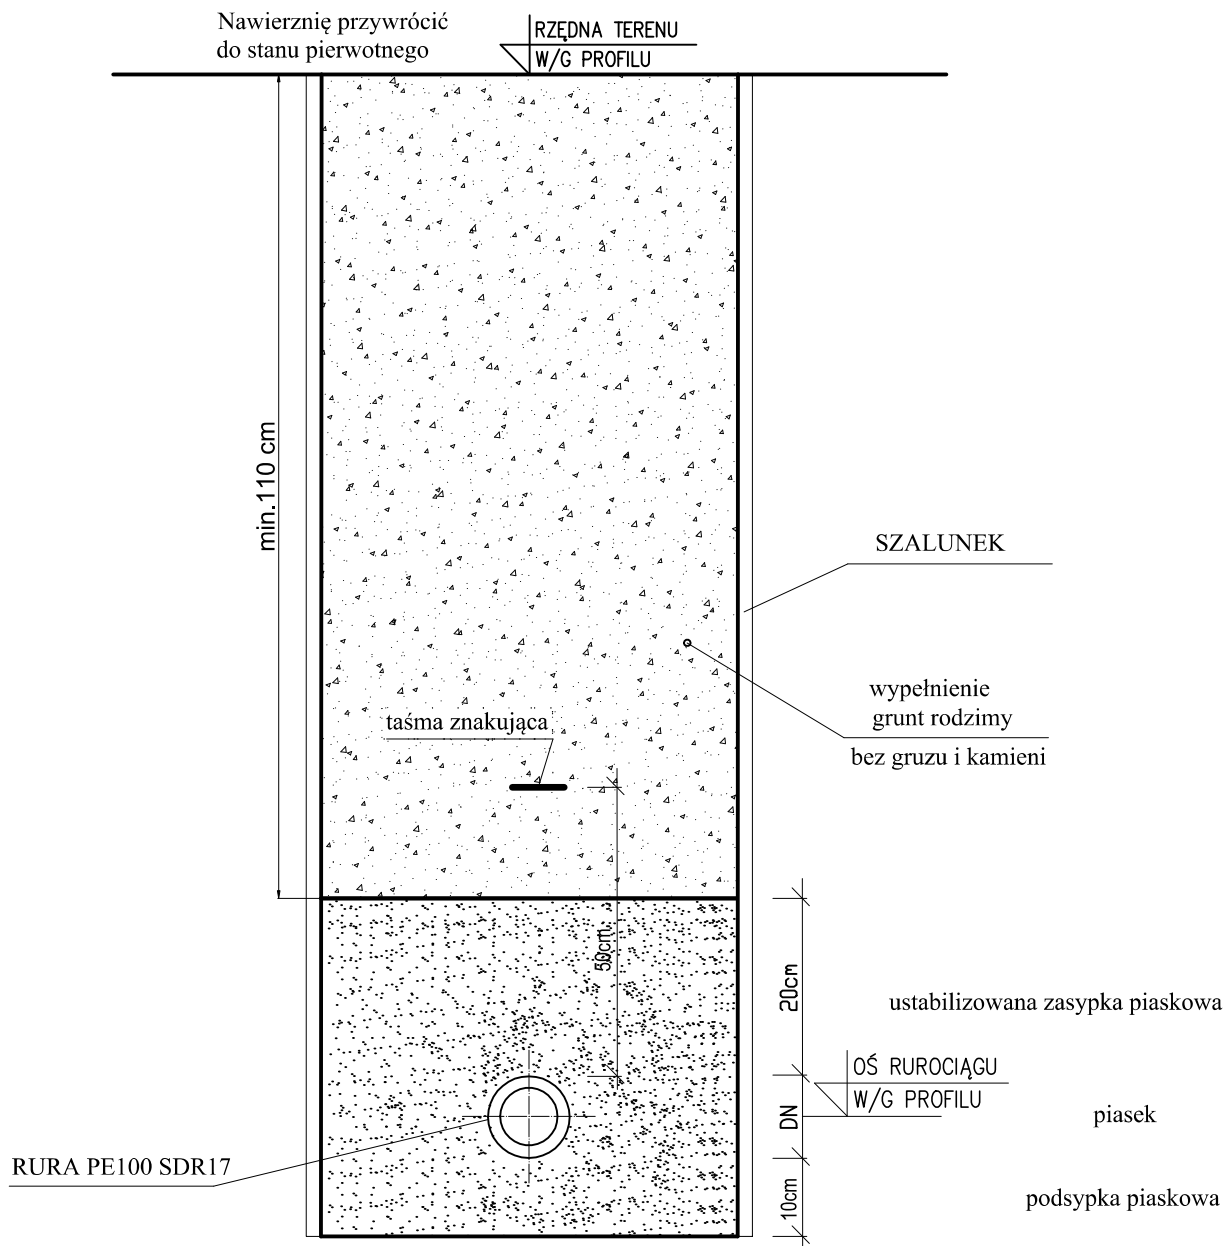 Nawierznię przywrócić
do stanu pierwotnego
RZĘDNA TERENU
W/G PROFILU
min.110 cm
SZALUNEK
wypełnienie
grunt rodzimy
bez gruzu i kamieni
taśma znakująca
50cm
20cm
ustabilizowana zasypka piaskowa
OŚ RUROCIĄGU
W/G PROFILU
DN
piasek
RURA PE100 SDR17
10cm
podsypka piaskowa